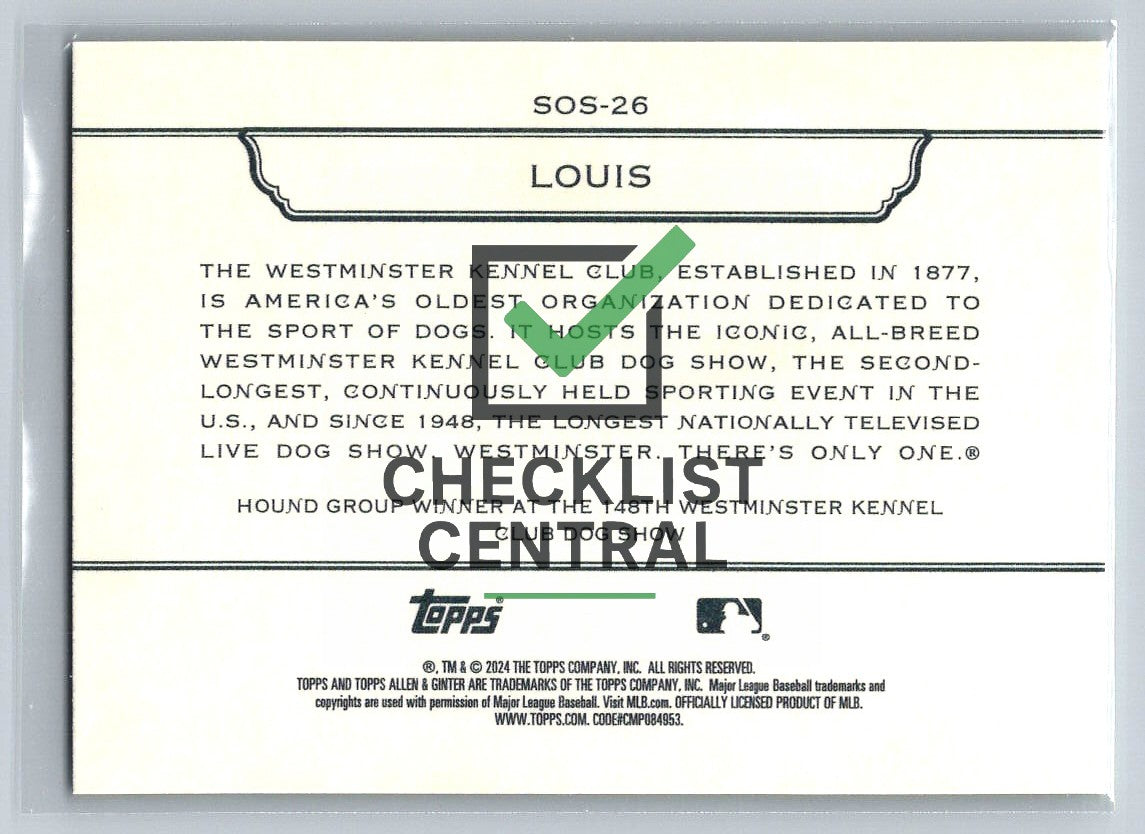 SOS-26
LOUIS
THE WESTMINSTER KENNEL CLUB, ESTABLISHED IN 1877,
IS AMERICA'S OLDEST ORGANIZATION DEDICATED TO
THE SPORT OF DOGS. IT HOSTS THE ICONIC, ALL-BREED
WESTMINSTER KENNEL CLUB DOG SHOW, THE SECOND-
LONGEST, CONTINUOUSLY HELD SPORTING EVENT IN THE
U.S., AND SINCE 1948, THE LONGEST NATIONALLY TELEVISED
LIVE DOG SHOW. WESTMINSTER. THERE'S ONLY ONE.®
CHECKLIST
HOUND GROUP WINNER AT THE 148TH WESTMINSTER KENNEL
CLUB DOG SHOW
CENTRAL
topps®
®
®, TM & © 2024 THE TOPPS COMPANY, INC. ALL RIGHTS RESERVED.
TOPPS AND TOPPS ALLEN & GINTER ARE TRADEMARKS OF THE TOPPS COMPANY, INC. Major League Baseball trademarks and
copyrights are used with permission of Major League Baseball. Visit MLB.com. OFFICIALLY LICENSED PRODUCT OF MLB.
WWW.TOPPS.COM. CODE#CMP084953.